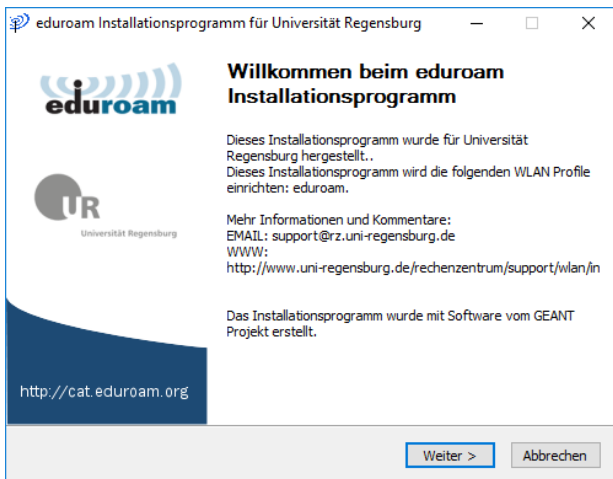 eduroam Installationsprogramm für Universität Regensburg
eduroam
Willkommen beim eduroam
Installationsprogramm
Dieses Installationsprogramm wurde für Universität
Regensburg hergestellt..
Dieses Installationsprogramm wird die folgenden WLAN Profile
einrichten: eduroam.
UR
Universität Regensburg
Mehr Informationen und Kommentare:
EMAIL: support@rz.uni-regensburg.de
WWW:
http://www.uni-regensburg.de/rechenzentrum/support/wlan/in
Das Installationsprogramm wurde mit Software vom GEANT
Projekt erstellt.
http://cat.eduroam.org
Weiter >
Abbrechen